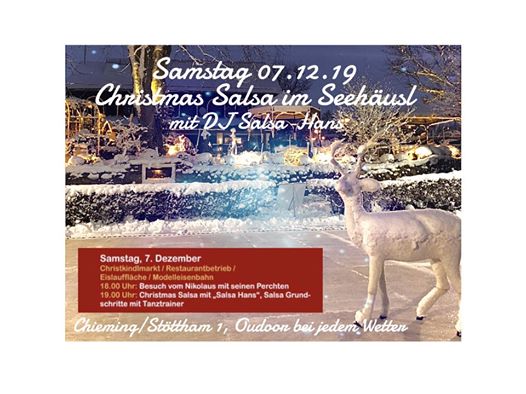 Samstag 07.12.19
Christmas Salsa im Seehäusl
mit DJ Salsa-Hans
Samstag, 7. Dezember
Christkindlmarkt / Restaurantbetrieb /
Eislauffläche / Modelleisenbahn
18.00 Uhr: Besuch vom Nikolaus mit seinen Perchten
19.00 Uhr: Christmas Salsa mit „Salsa Hans“, Salsa Grund-
schritte mit Tanztrainer
Chieming/Stöttham 1, Oudoor bei jedem Wetter